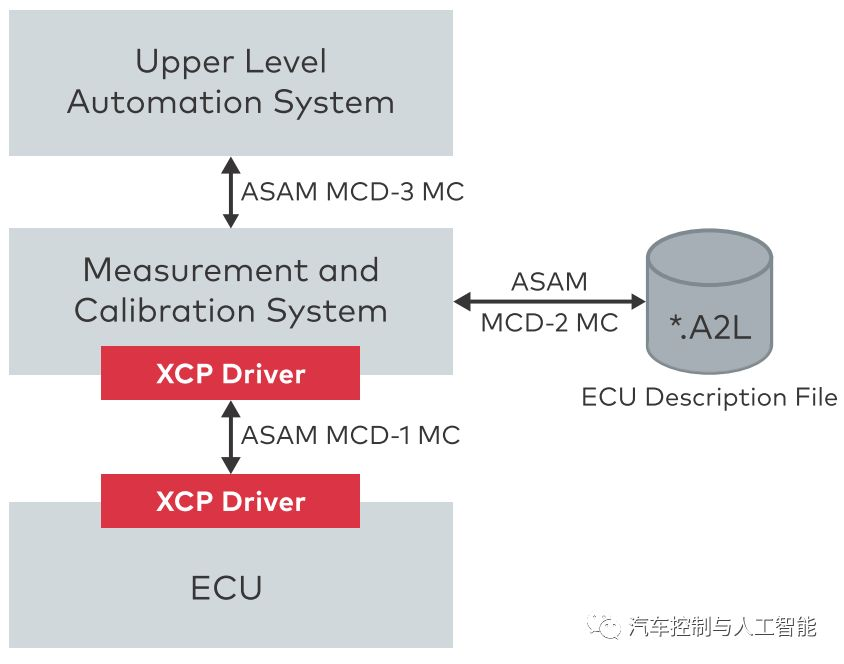 Upper Level
Automation System
ASAM MCD-3 MC
Measurement and
Calibration System
ASAM
MCD-2 MC
*.A2L
ECU Description File
XCP Driver
ASAM MCD-1 MC
XCP Driver
ECU
汽车控制与人工智能